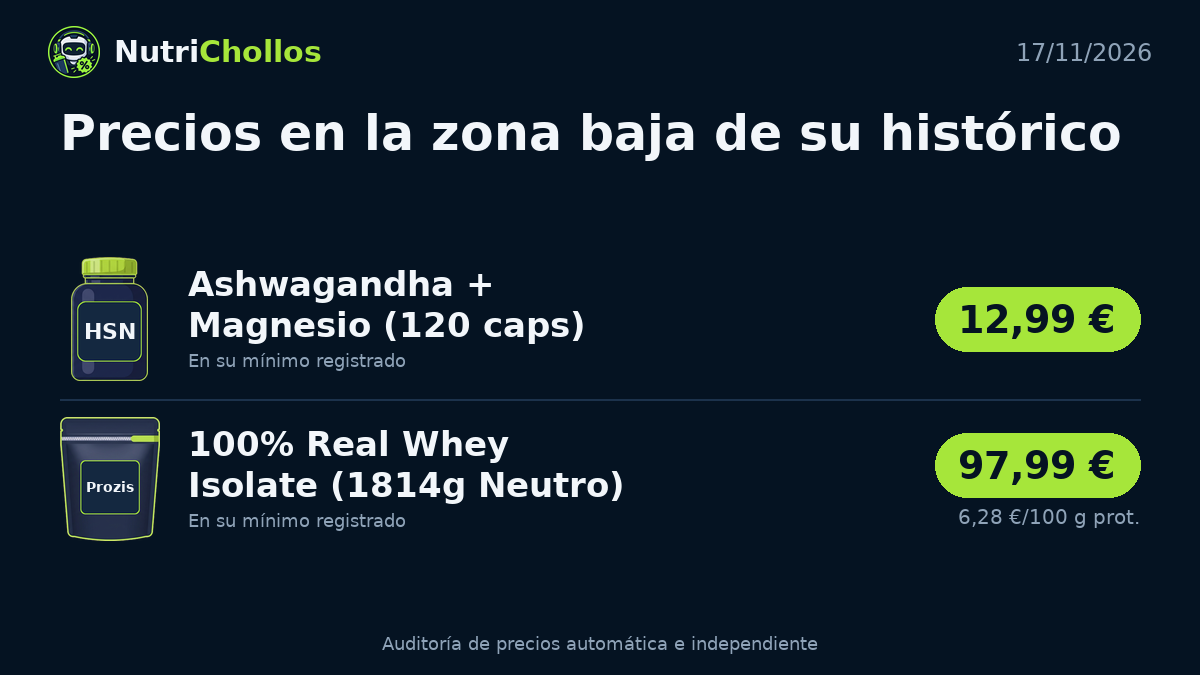 NutriChollos
17/11/2026
Precios en la zona baja de su histórico
HSN
Ashwagandha +
Magnesio (120 caps)
En su mínimo registrado
12,99 €
Prozis
100% Real Whey
Isolate (1814g Neutro)
En su mínimo registrado
97,99 €
6,28 €/100 g prot.
Auditoría de precios automática e independiente